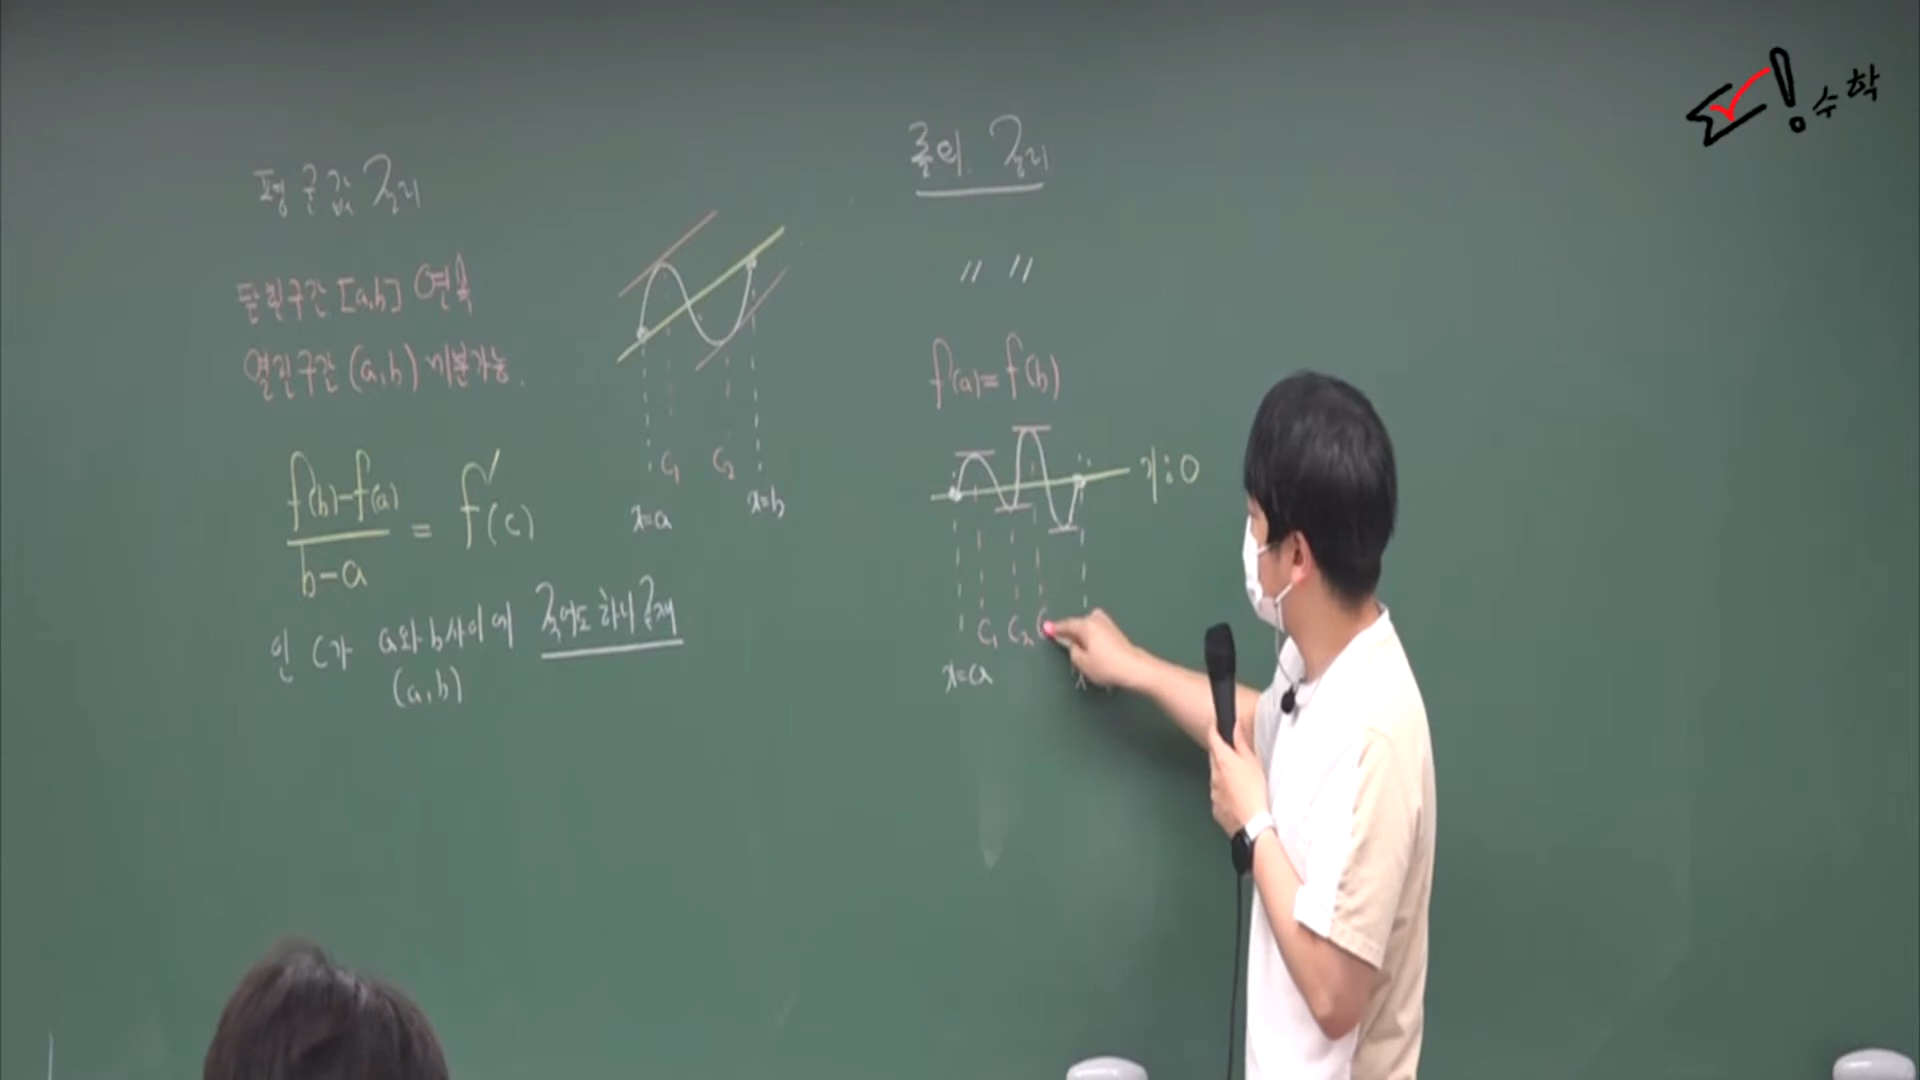 평균값 정리
닫힌구간 [a,b] 연속
열린구간 (a,b) 미분가능.
f(b)-f(a)
b-a
= f'(c)
인 c가 a와 b사이에 적어도 하나 존재
(a,b)
C₁ C₂
x=a x=b
롤의 정리
〃 〃
f(a)=f(b)
기:0
C₁ C₂
x=a
수학